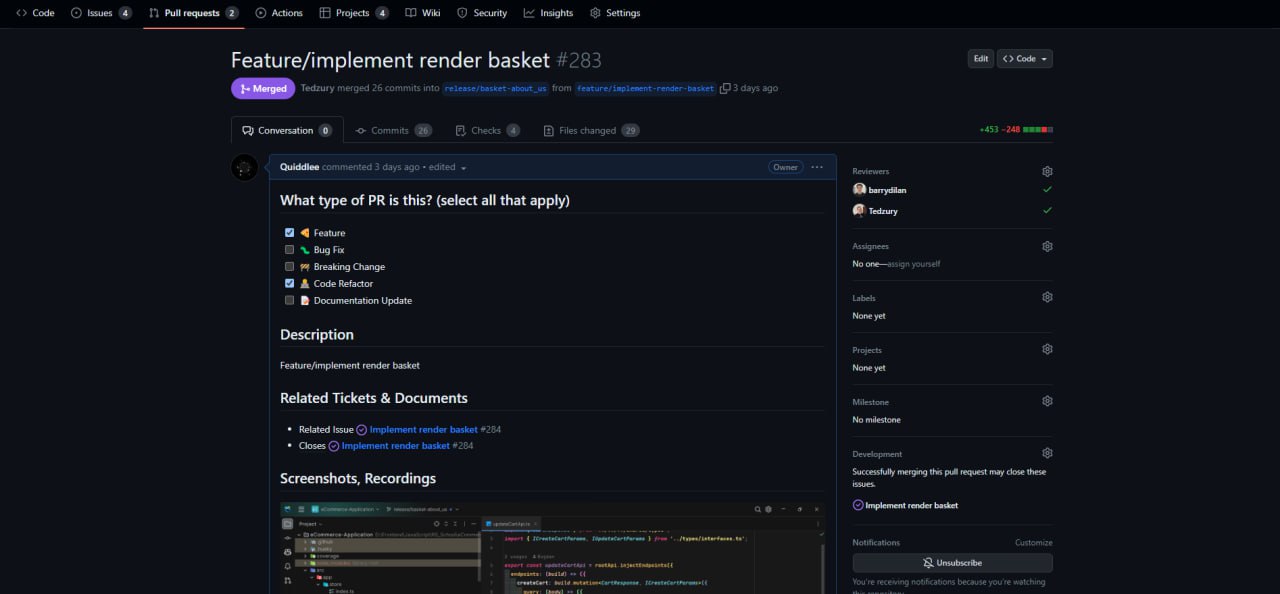 Code Issues 4 Pull requests 2 Actions Projects 4 Wiki Security Insights Settings
Feature/implement render basket #283
Edit Code
Merged Tedzury merged 26 commits into release/basket-about_us from feature/implement-render-basket 3 days ago
Conversation 0 Commits 26 Checks 4 Files changed 29
+453 −248
Quiddlee commented 3 days ago • edited
Owner
What type of PR is this? (select all that apply)
Feature
Bug Fix
Breaking Change
Code Refactor
Documentation Update
Description
Feature/implement render basket
Related Tickets & Documents
Related Issue Implement render basket #284
Closes Implement render basket #284
Screenshots, Recordings
eCommerce-Application release/basket-about_us
Project
updateCartApi.ts
eCommerce-Application
import { ICreateCartParams, IUpdateCartParams } from '../types/interfaces.ts';
.github
.husky
coverage
2 usages
src
export const updateCartApi = rootApi.injectEndpoints({
app
endpoints: (build) => ({
store
createCart: build.mutation<CartResponse, ICreateCartParams>({
index.ts
query: (body) => ({
Reviewers
barrydilan
Tedzury
Assignees
No one—assign yourself
Labels
None yet
Projects
None yet
Milestone
No milestone
Development
Successfully merging this pull request may close these
issues.
Implement render basket
Notifications Customize
Unsubscribe
You're receiving notifications because you're watching
this repository.